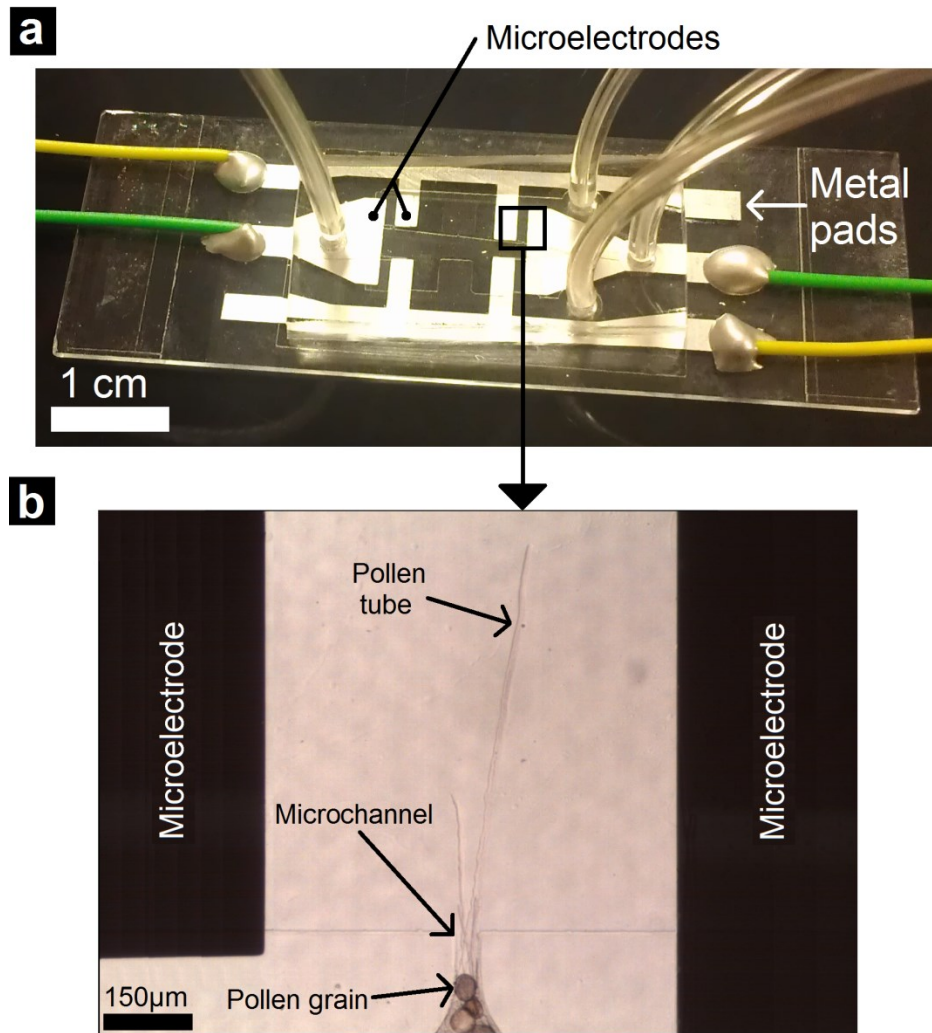 a
Microelectrodes
Metal
pads
1 cm
b
Pollen
tube
Microelectrode
Microelectrode
Microchannel
Pollen grain
150µm